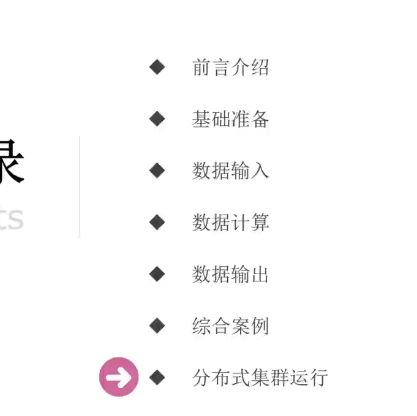 录
ts
前言介绍
基础准备
数据输入
数据计算
数据输出
综合案例
分布式集群运行